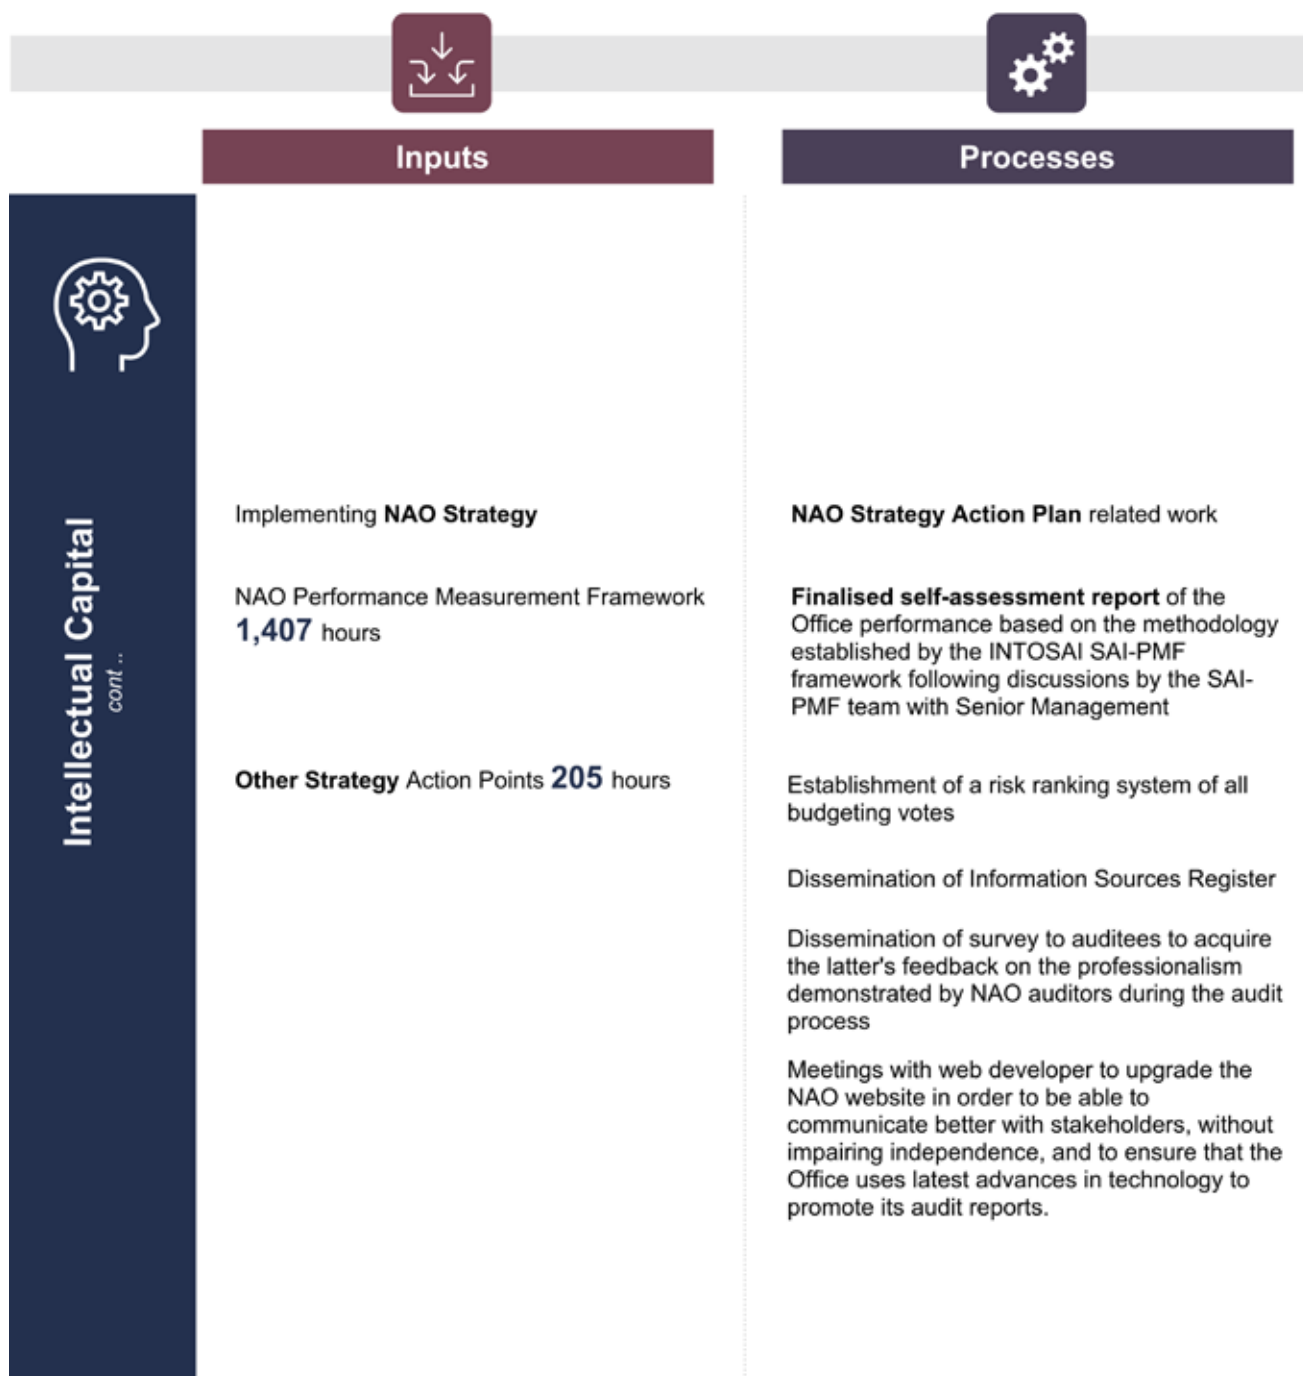 Inputs
Processes
Intellectual Capital
cont ..
Implementing NAO Strategy
NAO Performance Measurement Framework
1,407 hours
Other Strategy Action Points 205 hours
NAO Strategy Action Plan related work
Finalised self-assessment report of the
Office performance based on the methodology
established by the INTOSAI SAI-PMF
framework following discussions by the SAI-
PMF team with Senior Management
Establishment of a risk ranking system of all
budgeting votes
Dissemination of Information Sources Register
Dissemination of survey to auditees to acquire
the latter's feedback on the professionalism
demonstrated by NAO auditors during the audit
process
Meetings with web developer to upgrade the
NAO website in order to be able to
communicate better with stakeholders, without
impairing independence, and to ensure that the
Office uses latest advances in technology to
promote its audit reports.